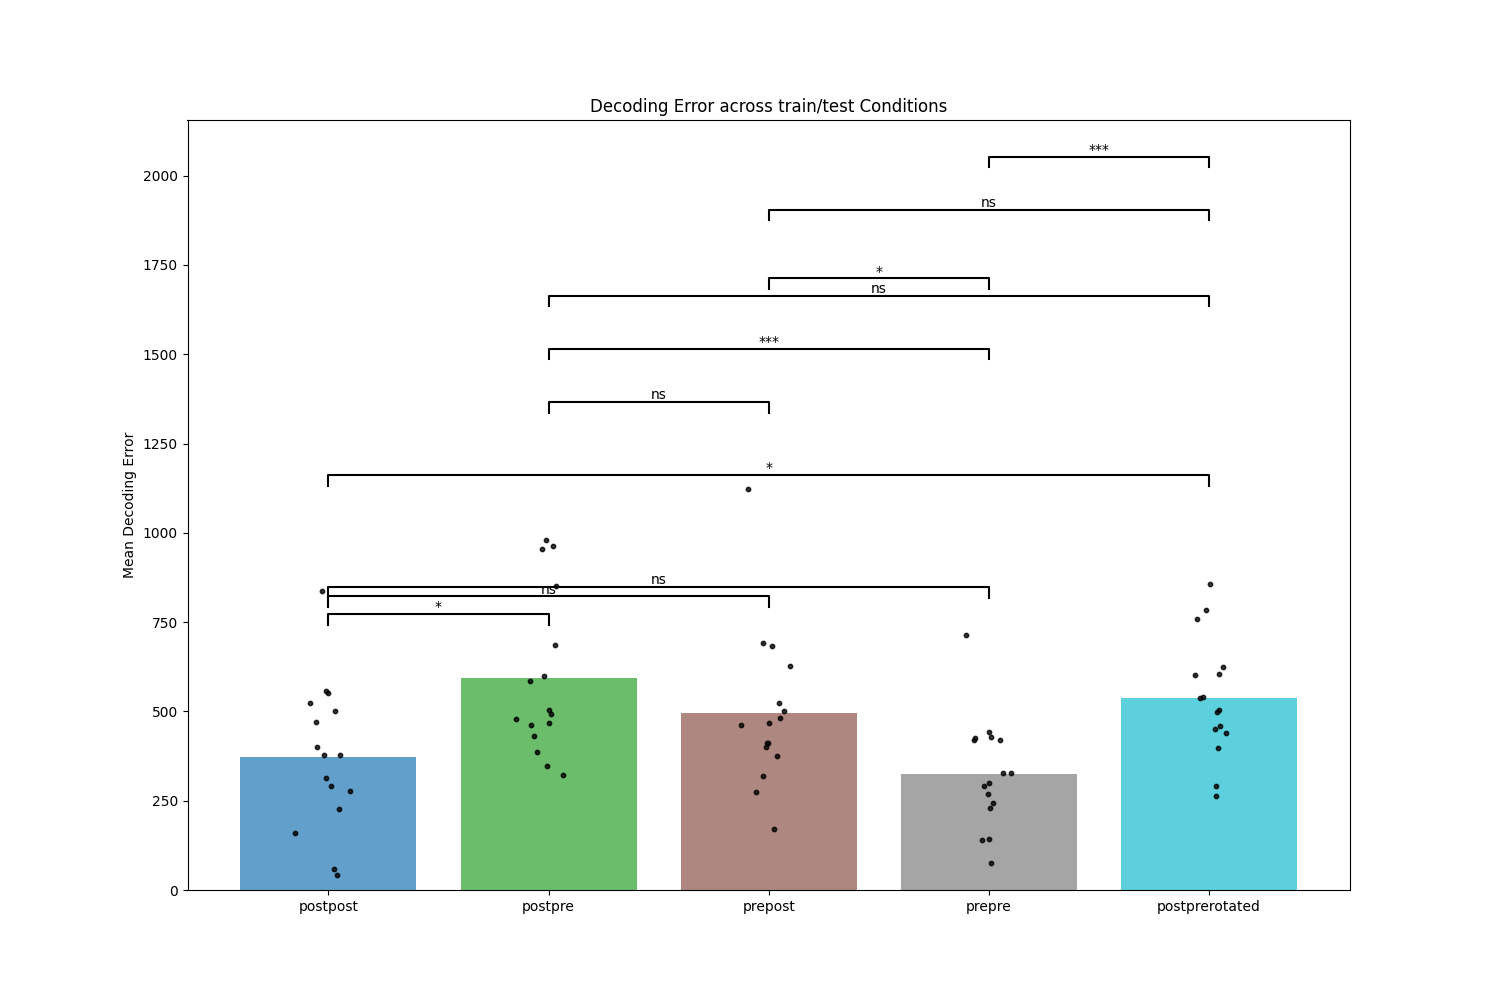 Decoding Error across train/test Conditions
***
2000
ns
1750
*
ns
1500
***
ns
1250
*
Mean Decoding Error
1000
ns
ns
*
750
500
250
0
postpost postpre prepost prepre postprerotated